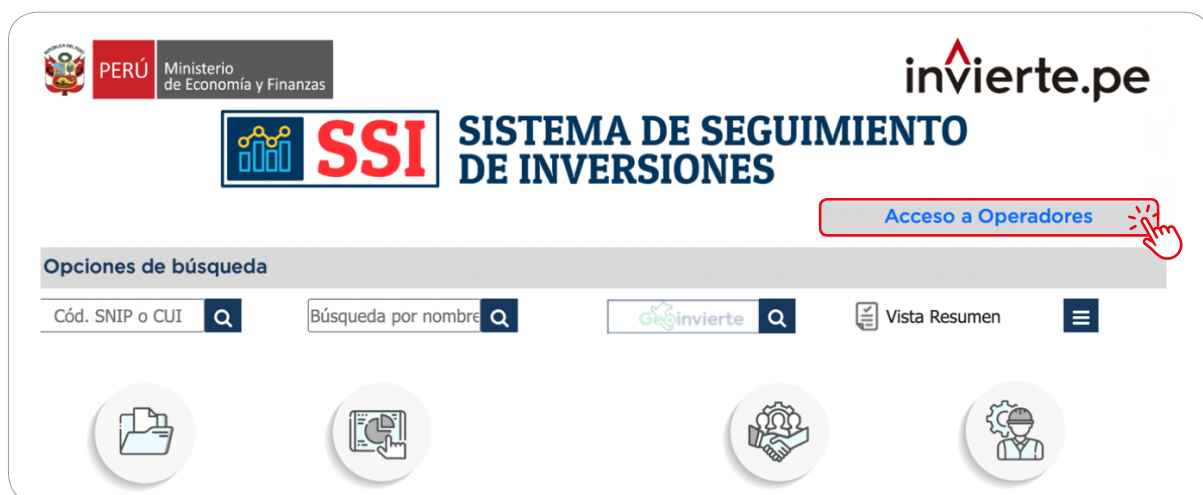 PERÚ
Ministerio
de Economía y Finanzas
invierte.pe
SSI
SISTEMA DE SEGUIMIENTO
DE INVERSIONES
Acceso a Operadores
Opciones de búsqueda
Cód. SNIP o CUI
Búsqueda por nombre
Geoinvierte
Vista Resumen